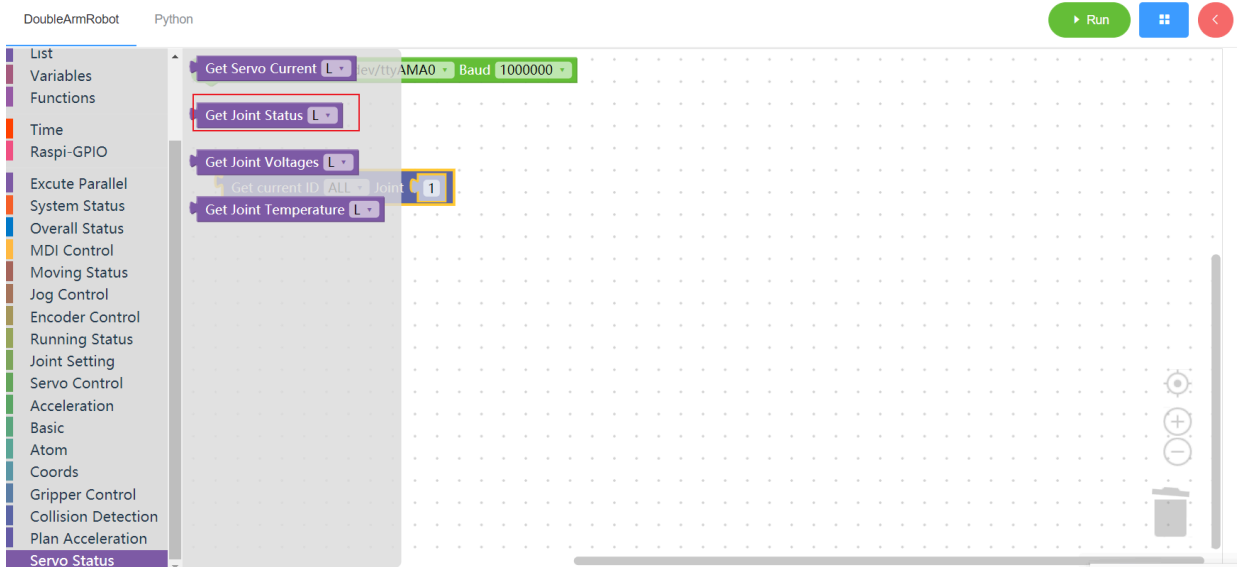 DoubleArmRobot Python Run
List
Variables
Functions
Time
Raspi-GPIO
Excute Parallel
System Status
Overall Status
MDI Control
Moving Status
Jog Control
Encoder Control
Running Status
Joint Setting
Servo Control
Acceleration
Basic
Atom
Coords
Gripper Control
Collision Detection
Plan Acceleration
Servo Status
Get Servo Current L
dev/ttyAMA0 Baud 1000000
Get Joint Status L
Get Joint Voltages L
Get current ID ALL Joint 1
Get Joint Temperature L